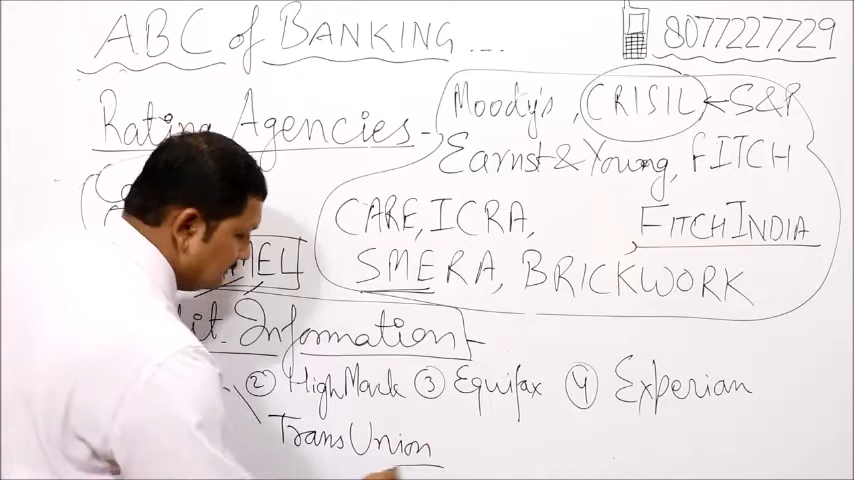 ABC of BANKING ... 8077227729
Rating Agencies - Moody's, CRISIL ← S&P
Earnst & Young, FITCH
CARE, ICRA, FITCH INDIA
SMERA, BRICKWORK
Information -
② HighMark ③ Equifax ④ Experian
TransUnion